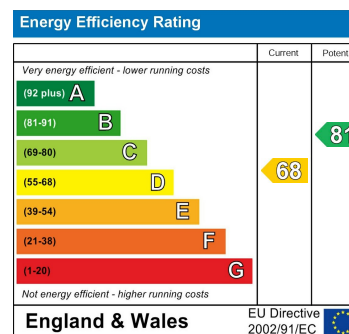 Energy Efficiency Rating
Current Potent
Very energy efficient - lower running costs
(92 plus) A
(81-91) B
(69-80) C
(55-68) D
(39-54) E
(21-38) F
(1-20) G
68
81
Not energy efficient - higher running costs
England & Wales
EU Directive
2002/91/EC